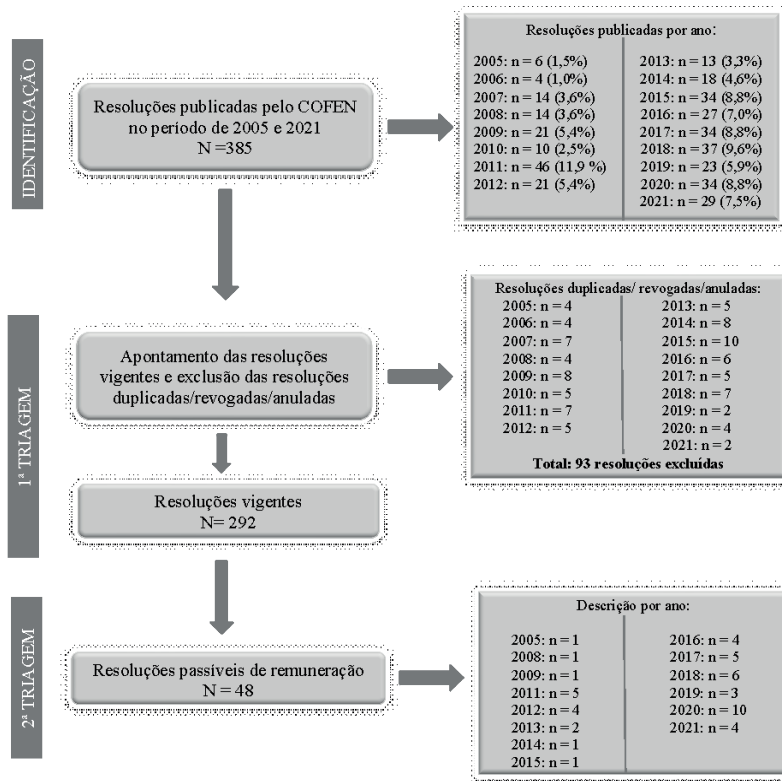 IDENTIFICAÇÃO
Resoluções publicadas pelo COFEN
no período de 2005 e 2021
N =385
Resoluções publicadas por ano:
2005: n = 6 (1,5%)
2006: n = 4 (1,0%)
2007: n = 14 (3,6%)
2008: n = 14 (3,6%)
2009: n = 21 (5,4%)
2010: n = 10 (2,5%)
2011: n = 46 (11,9 %)
2012: n = 21 (5,4%)
2013: n = 13 (3,3%)
2014: n = 18 (4,6%)
2015: n = 34 (8,8%)
2016: n = 27 (7,0%)
2017: n = 34 (8,8%)
2018: n = 37 (9,6%)
2019: n = 23 (5,9%)
2020: n = 34 (8,8%)
2021: n = 29 (7,5%)
1ª TRIAGEM
Apontamento das resoluções
vigentes e exclusão das resoluções
duplicadas/revogadas/anuladas
Resoluções duplicadas/ revogadas/anuladas:
2005: n = 4
2006: n = 4
2007: n = 7
2008: n = 4
2009: n = 8
2010: n = 5
2011: n = 7
2012: n = 5
2013: n = 5
2014: n = 8
2015: n = 10
2016: n = 6
2017: n = 5
2018: n = 7
2019: n = 2
2020: n = 4
2021: n = 2
Total: 93 resoluções excluídas
Resoluções vigentes
N= 292
2ª TRIAGEM
Resoluções passíveis de remuneração
N = 48
Descrição por ano:
2005: n = 1
2008: n = 1
2009: n = 1
2011: n = 5
2012: n = 4
2013: n = 2
2014: n = 1
2015: n = 1
2016: n = 4
2017: n = 5
2018: n = 6
2019: n = 3
2020: n = 10
2021: n = 4